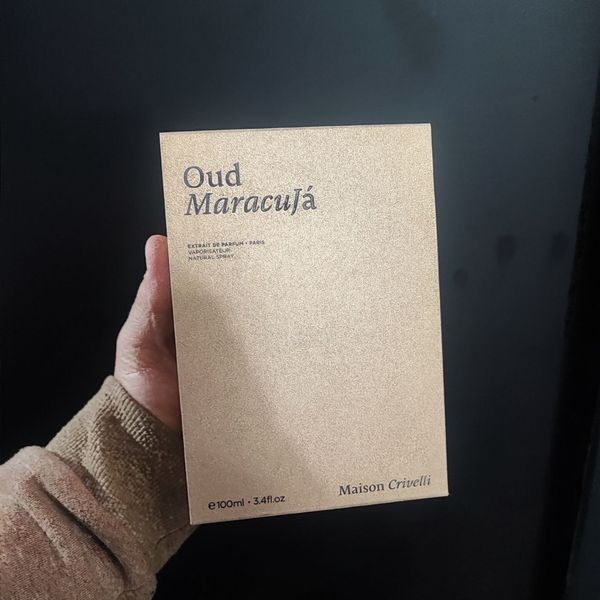 Oud
MaracuJá
EXTRAIT DE PARFUM - PARIS
VAPORISATEUR-
NATURAL SPRAY
℮100ml • 3.4fl.oz
Maison Crivelli